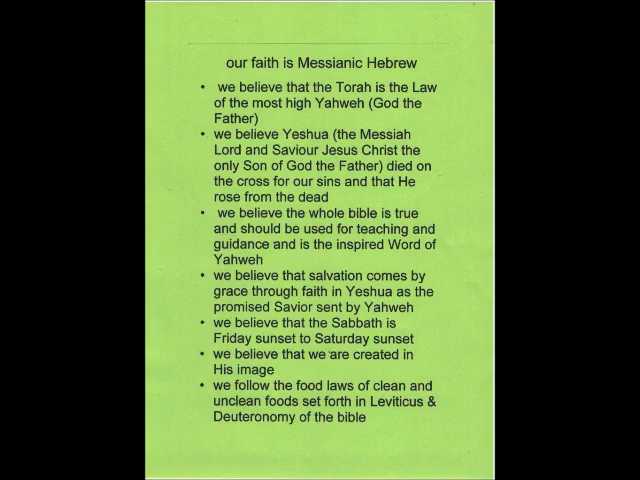 our faith is Messianic Hebrew
• we believe that the Torah is the Law
of the most high Yahweh (God the
Father)
• we believe Yeshua (the Messiah
Lord and Saviour Jesus Christ the
only Son of God the Father) died on
the cross for our sins and that He
rose from the dead
• we believe the whole bible is true
and should be used for teaching and
guidance and is the inspired Word of
Yahweh
• we believe that salvation comes by
grace through faith in Yeshua as the
promised Savior sent by Yahweh
• we believe that the Sabbath is
Friday sunset to Saturday sunset
• we believe that we are created in
His image
• we follow the food laws of clean and
unclean foods set forth in Leviticus &
Deuteronomy of the bible